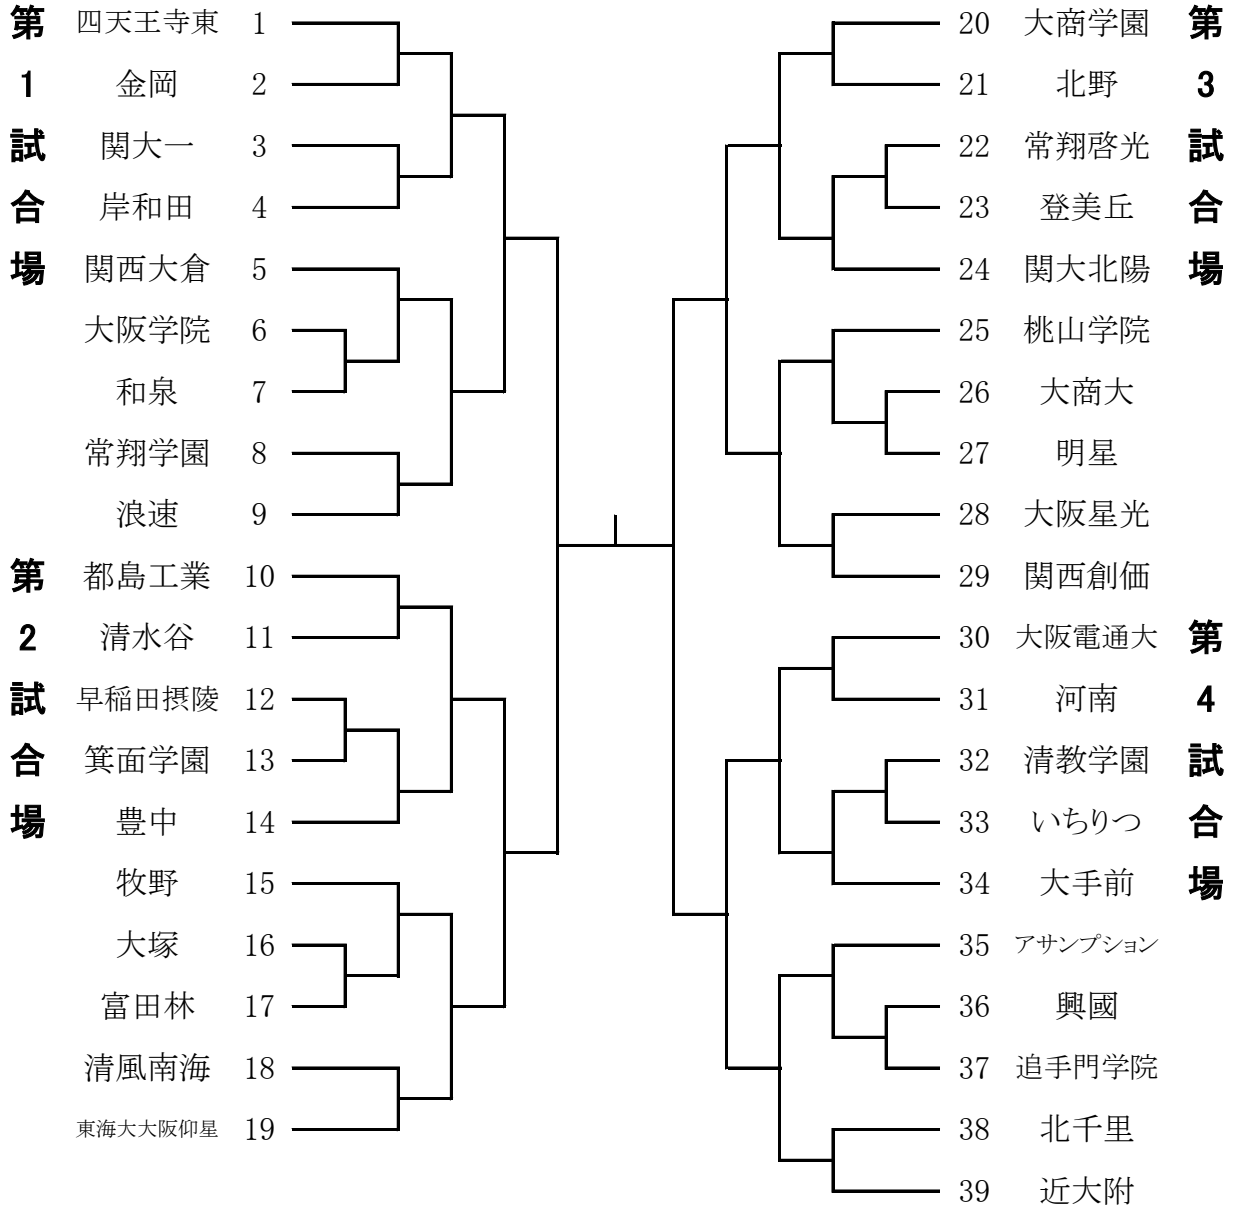 第1試合場
四天王寺東 1
金岡 2
関大一 3
岸和田 4
関西大倉 5
大阪学院 6
和泉 7
常翔学園 8
浪速 9
第2試合場
都島工業 10
清水谷 11
早稲田摂陵 12
箕面学園 13
豊中 14
牧野 15
大塚 16
富田林 17
清風南海 18
東海大大阪仰星 19
第3試合場
20 大商学園
21 北野
22 常翔啓光
23 登美丘
24 関大北陽
25 桃山学院
26 大商大
27 明星
28 大阪星光
29 関西創価
第4試合場
30 大阪電通大
31 河南
32 清教学園
33 いちりつ
34 大手前
35 アサンプション
36 興國
37 追手門学院
38 北千里
39 近大附